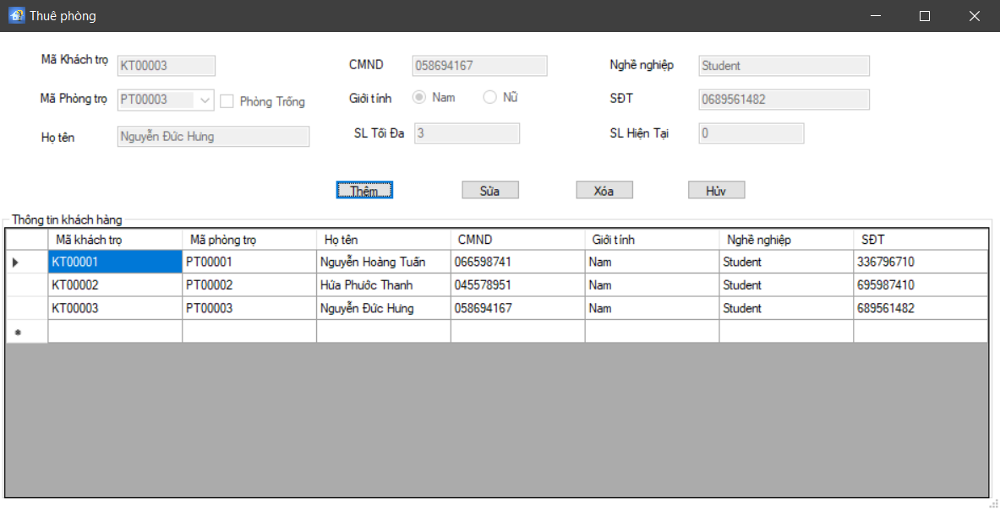 Thuê phòng
Mã Khách trọ KT00003 CMND 058694167 Nghề nghiệp Student
Mã Phòng trọ PT00003 Phòng Trống Giới tính Nam Nữ SĐT 0689561482
Họ tên Nguyễn Đức Hưng SL Tối Đa 3 SL Hiện Tại 0
Thêm Sửa Xóa Hủy
Thông tin khách hàng
Mã khách trọ Mã phòng trọ Họ tên CMND Giới tính Nghề nghiệp SĐT
KT00001 PT00001 Nguyễn Hoàng Tuấn 066598741 Nam Student 336796710
KT00002 PT00002 Hứa Phước Thanh 045578951 Nam Student 695987410
KT00003 PT00003 Nguyễn Đức Hưng 058694167 Nam Student 689561482